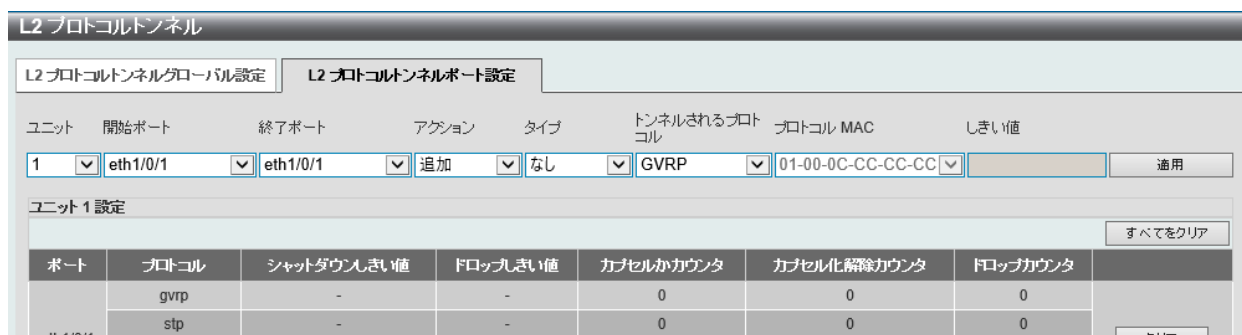 L2 プロトコルトンネル
L2 プロトコルトンネルグローバル設定 L2 プロトコルトンネルポート設定
ユニット 開始ポート 終了ポート アクション タイプ トンネルされるプロト
コル プロトコル MAC しきい値
1 eth1/0/1 eth1/0/1 追加 なし GVRP 01-00-0C-CC-CC-CC 適用
ユニット 1 設定
すべてをクリア
ポート プロトコル シャットダウンしきい値 ドロップしきい値 カプセルかカウンタ カプセル化解除カウンタ ドロップカウンタ
gvrp - - 0 0 0
stp - - 0 0 0